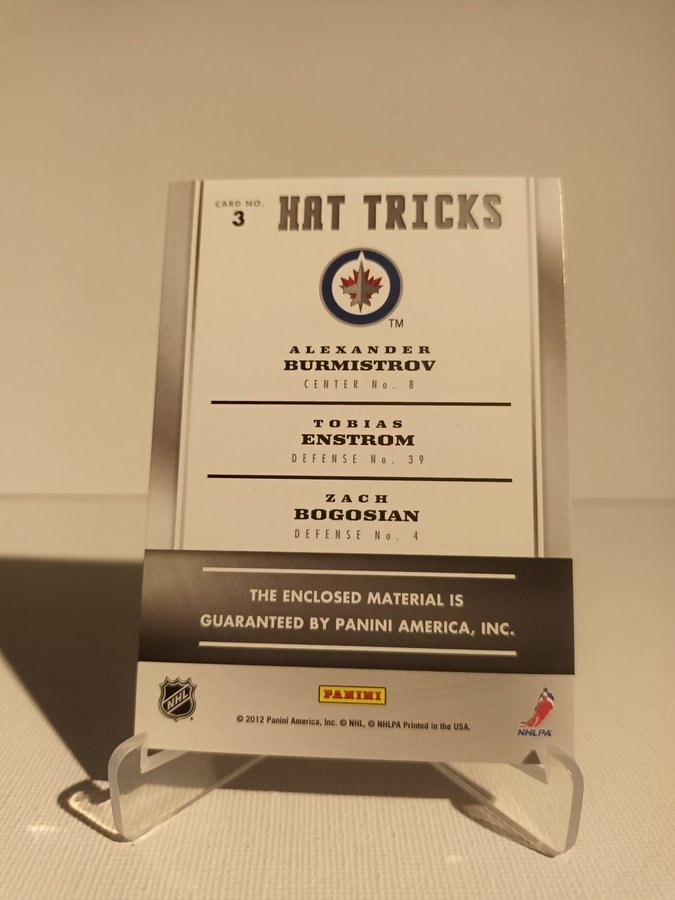 CARD NO.
3
HAT TRICKS
TM
ALEXANDER
BURMISTROV
CENTER No. 8
TOBIAS
ENSTROM
DEFENSE No. 39
ZACH
BOGOSIAN
DEFENSE No. 4
THE ENCLOSED MATERIAL IS
GUARANTEED BY PANINI AMERICA, INC.
NHL
PANINI
© 2012 Panini America, Inc. © NHL, © NHLPA Printed in the USA.
NHLPA